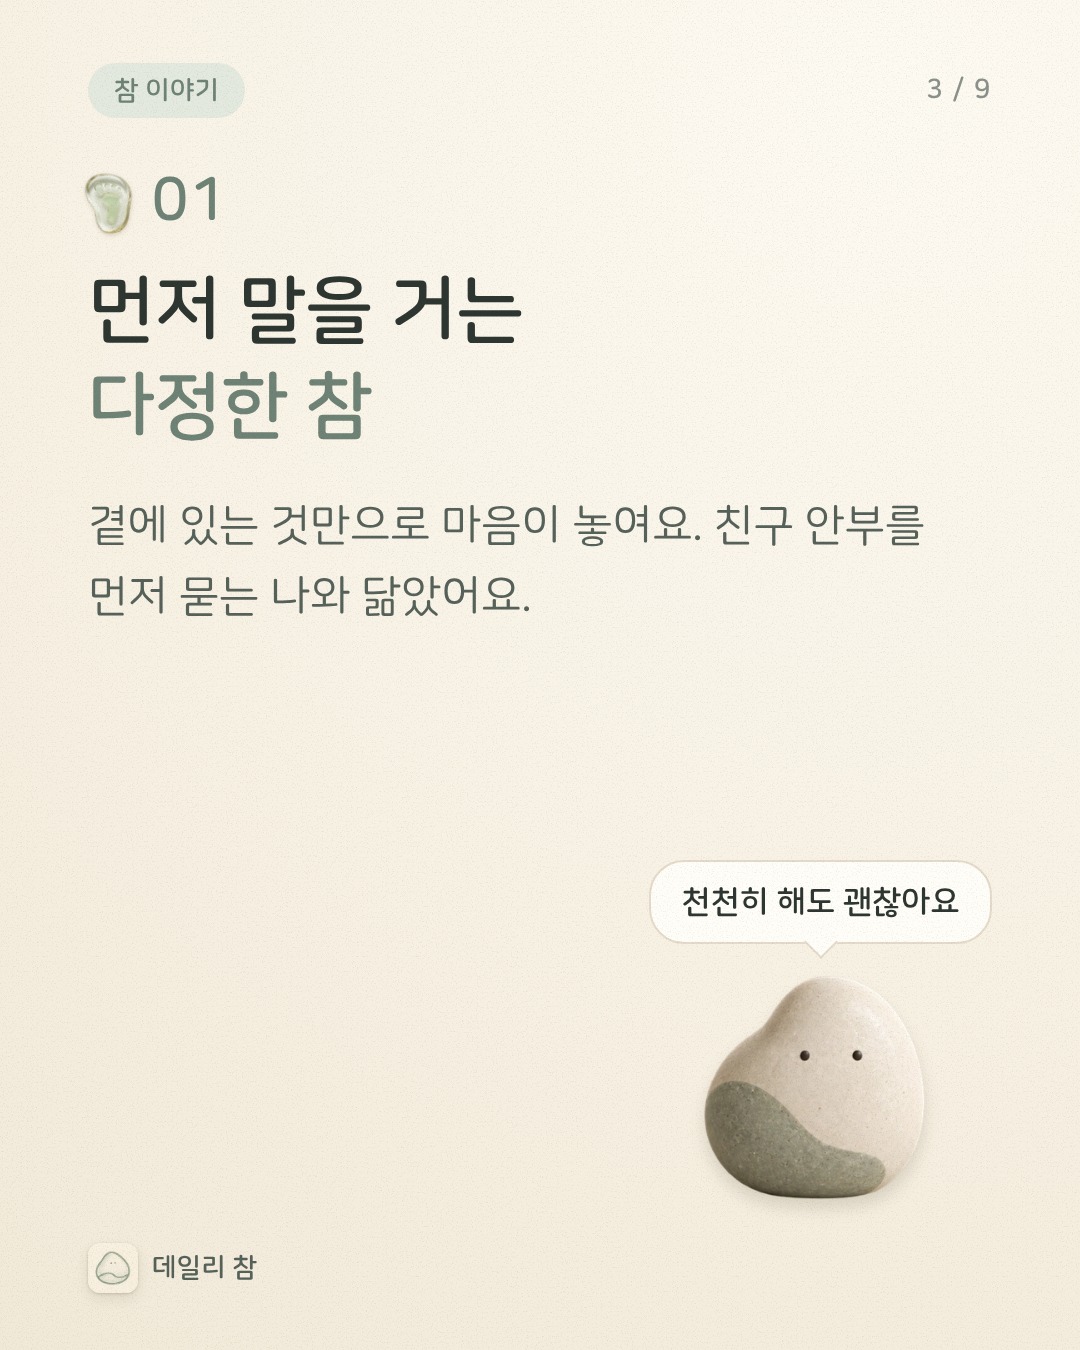 참 이야기
3 / 9
01
먼저 말을 거는
다정한 참
곁에 있는 것만으로 마음이 놓여요. 친구 안부를
먼저 묻는 나와 닮았어요.
천천히 해도 괜찮아요
데일리 참